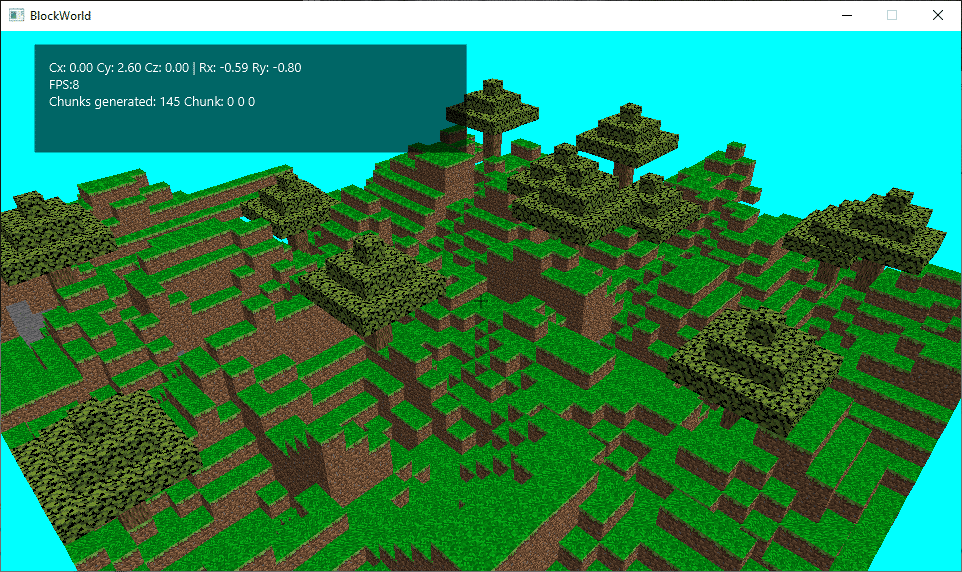 BlockWorld
Cx: 0.00 Cy: 2.60 Cz: 0.00 | Rx: -0.59 Ry: -0.80
FPS:8
Chunks generated: 145 Chunk: 0 0 0